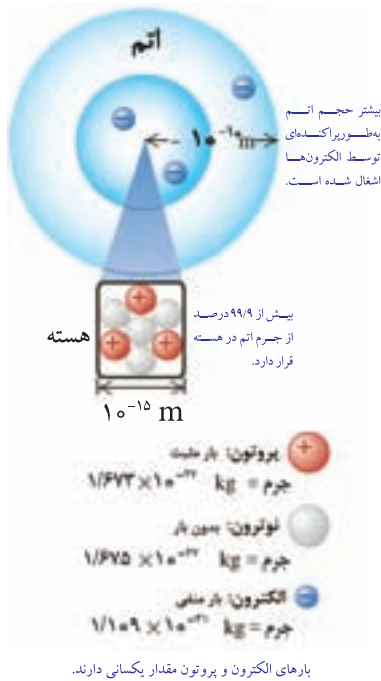 اتم
۱۰⁻¹⁰m
بیشتر حجم اتم
به‌طور پراکنده‌ای
توسط الکترون‌ها
اشغال شده است.
بیش از ۹۹/۹ درصد
از جرم اتم در هسته
قرار دارد.
هسته
۱۰⁻¹⁵ m
پروتون: بار مثبت
جرم = ۱/۶۷۳×۱۰⁻²⁷ kg
نوترون: بدون بار
جرم = ۱/۶۷۵ ×۱۰⁻²⁷ kg
الکترون: بار منفی
جرم = ۱/۱۰۹ ×۱۰⁻³¹ kg
بارهای الکترون و پروتون مقدار یکسانی دارند.